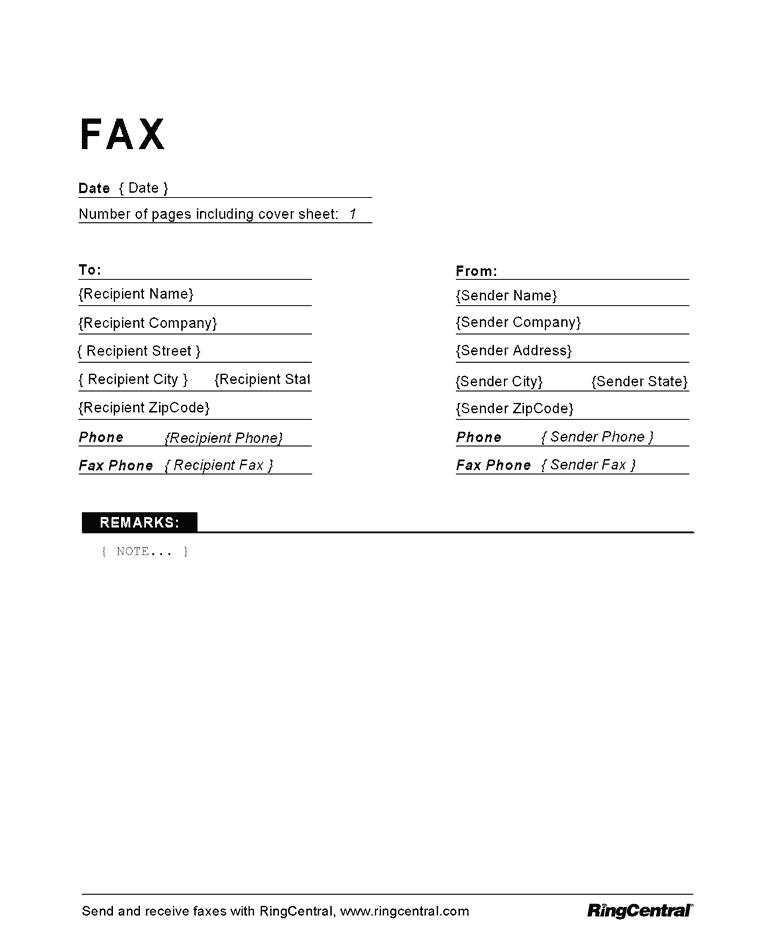 FAX
Date { Date }
Number of pages including cover sheet: 1
To:
{Recipient Name}
{Recipient Company}
{ Recipient Street }
{ Recipient City } {Recipient Stat
{Recipient ZipCode}
Phone {Recipient Phone}
Fax Phone { Recipient Fax }
From:
{Sender Name}
{Sender Company}
{Sender Address}
{Sender City} {Sender State}
{Sender ZipCode}
Phone { Sender Phone }
Fax Phone { Sender Fax }
REMARKS:
{ NOTE... }
Send and receive faxes with RingCentral, www.ringcentral.com
RingCentral